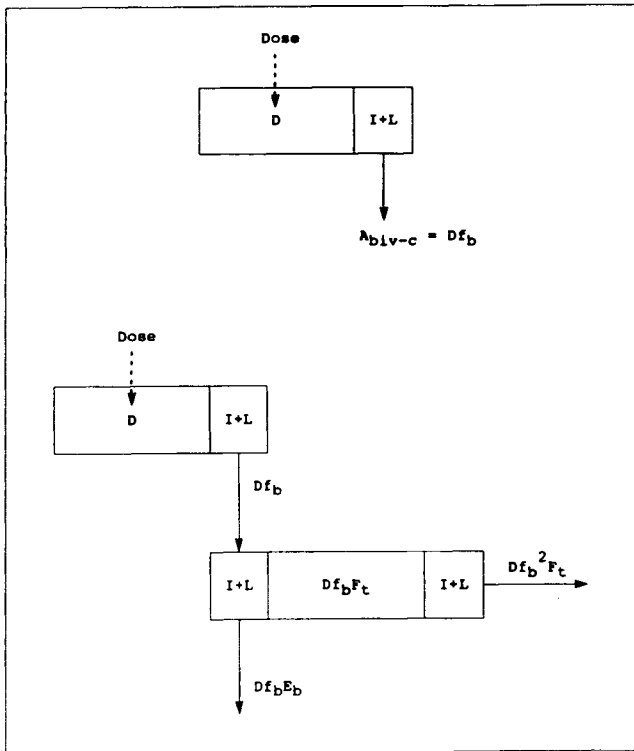 Dose
D
I+L
A_biv-c = Df_b
Dose
D
I+L
Df_b
I+L
Df_bF_t
I+L
Df_b^2F_t
Df_bE_b